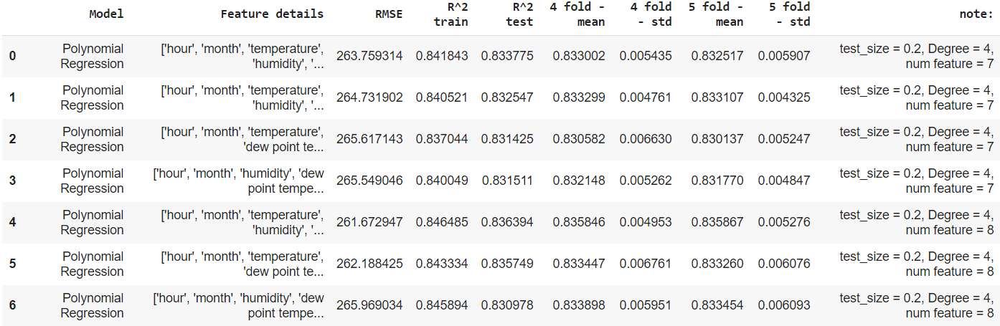 Model Feature details RMSE R^2 train R^2 test 4 fold - mean 4 fold - std 5 fold - mean 5 fold - std note:
0 Polynomial Regression ['hour', 'month', 'temperature', 'humidity', '... 263.759314 0.841843 0.833775 0.833002 0.005435 0.832517 0.005907 test_size = 0.2, Degree = 4, num feature = 7
1 Polynomial Regression ['hour', 'month', 'temperature', 'humidity', '... 264.731902 0.840521 0.832547 0.833299 0.004761 0.833107 0.004325 test_size = 0.2, Degree = 4, num feature = 7
2 Polynomial Regression ['hour', 'month', 'temperature', 'dew point te... 265.617143 0.837044 0.831425 0.830582 0.006630 0.830137 0.005247 test_size = 0.2, Degree = 4, num feature = 7
3 Polynomial Regression ['hour', 'month', 'humidity', 'dew point tempe... 265.549046 0.840049 0.831511 0.832148 0.005262 0.831770 0.004847 test_size = 0.2, Degree = 4, num feature = 7
4 Polynomial Regression ['hour', 'month', 'temperature', 'humidity', '... 261.672947 0.846485 0.836394 0.835846 0.004953 0.835867 0.005276 test_size = 0.2, Degree = 4, num feature = 8
5 Polynomial Regression ['hour', 'month', 'temperature', 'dew point te... 262.188425 0.843334 0.835749 0.833447 0.006761 0.833260 0.006076 test_size = 0.2, Degree = 4, num feature = 8
6 Polynomial Regression ['hour', 'month', 'humidity', 'dew point tempe... 265.969034 0.845894 0.830978 0.833898 0.005951 0.833454 0.006093 test_size = 0.2, Degree = 4, num feature = 8